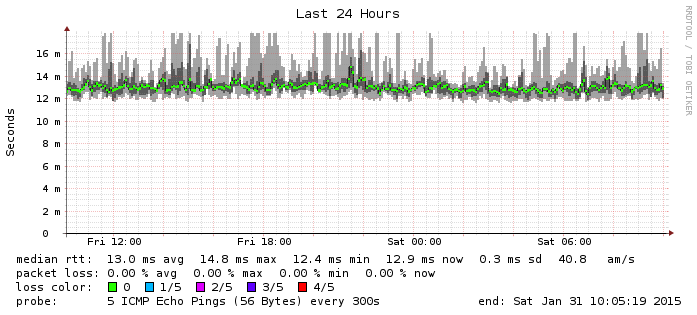 Last 24 Hours
RRDTOOL / TOBI OETIKER
Seconds
16 m
14 m
12 m
10 m
8 m
6 m
4 m
2 m
0
Fri 12:00 Fri 18:00 Sat 00:00 Sat 06:00
median rtt: 13.0 ms avg 14.8 ms max 12.4 ms min 12.9 ms now 0.3 ms sd 40.8 am/s
packet loss: 0.00 % avg 0.00 % max 0.00 % min 0.00 % now
loss color: 0 1/5 2/5 3/5 4/5
probe: 5 ICMP Echo Pings (56 Bytes) every 300s end: Sat Jan 31 10:05:19 2015